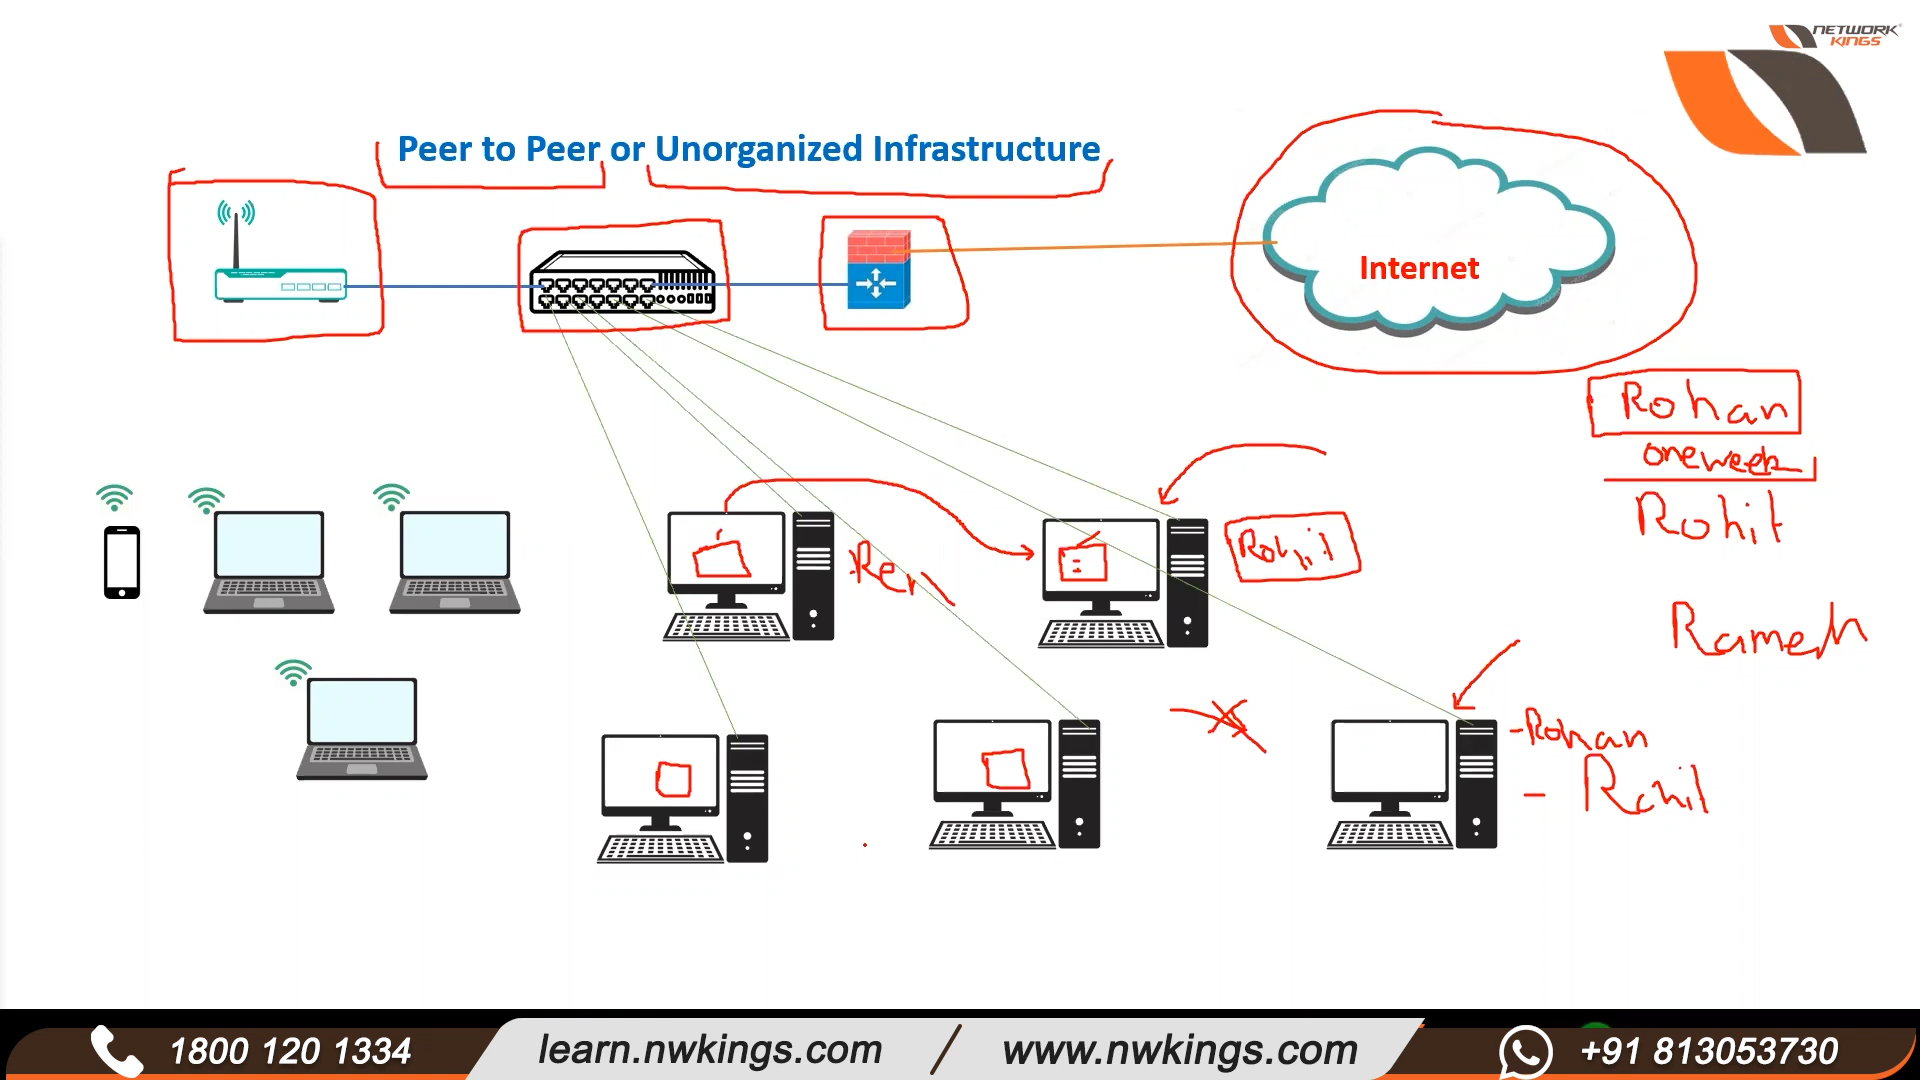 NETWORK
KINGS
Peer to Peer or Unorganized Infrastructure
Internet
Rohan
oneweek
Rohit
Rohit
Ramesh
-Rohan
- Rohit
1800 120 1334
learn.nwkings.com / www.nwkings.com
+91 813053730